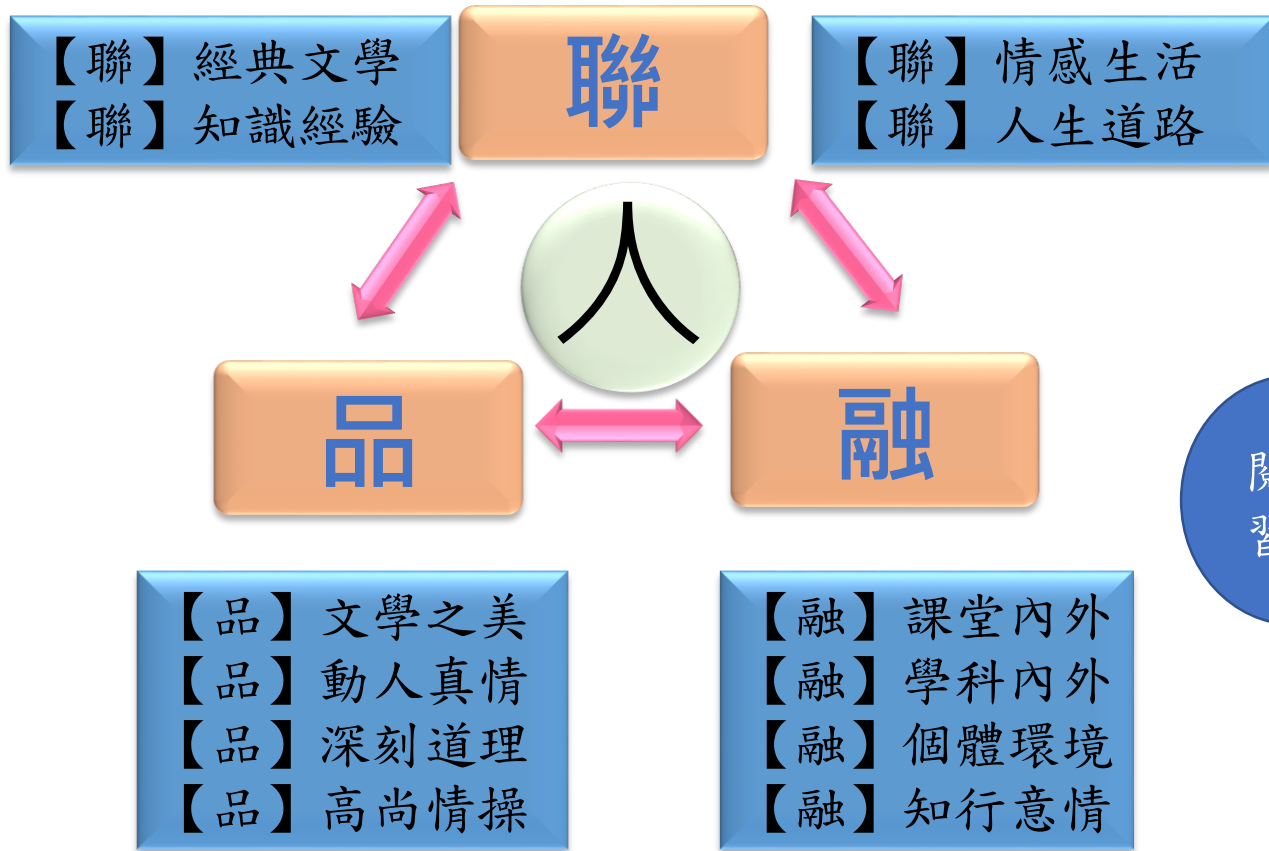 【聯】經典文學
【聯】知識經驗
聯
【聯】情感生活
【聯】人生道路
人
品
融
習
【品】文學之美
【品】動人真情
【品】深刻道理
【品】高尚情操
【融】課堂內外
【融】學科內外
【融】個體環境
【融】知行意情